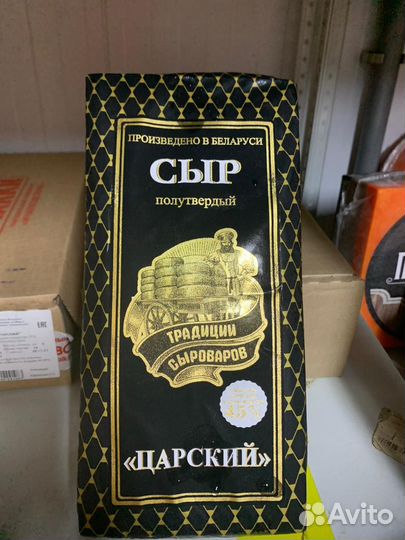 ПРОИЗВЕДЕНО В БЕЛАРУСИ
СЫР
полутвердый
ТРАДИЦИИ
СЫРОВАРОВ
45%
«ЦАРСКИЙ»
Avito